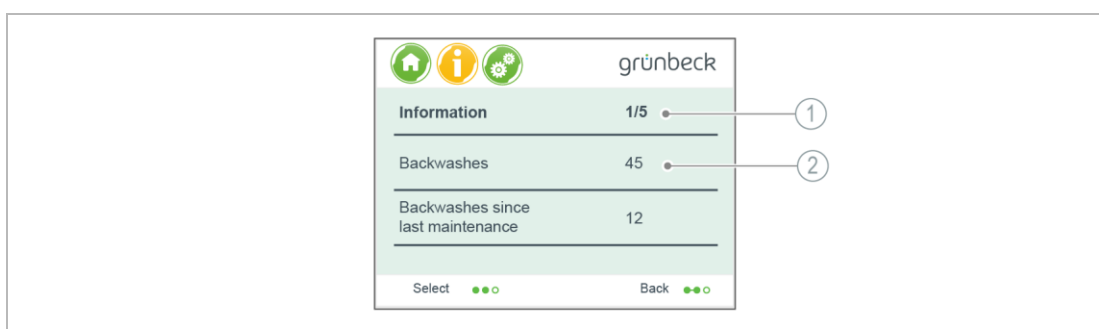 grünbeck
Information 1/5
1
Backwashes 45
2
Backwashes since
last maintenance 12
Select Back